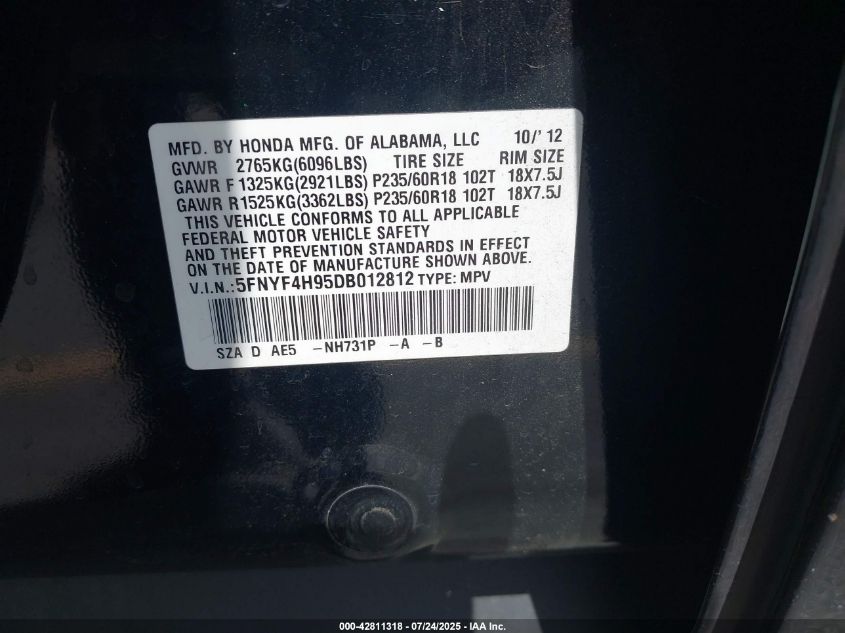 MFD. BY HONDA MFG. OF ALABAMA, LLC 10/'12
GVWR 2765KG(6096LBS) TIRE SIZE RIM SIZE
GAWR F 1325KG(2921LBS) P235/60R18 102T 18X7.5J
GAWR R1525KG(3362LBS) P235/60R18 102T 18X7.5J
THIS VEHICLE CONFORMS TO ALL APPLICABLE
FEDERAL MOTOR VEHICLE SAFETY
AND THEFT PREVENTION STANDARDS IN EFFECT
ON THE DATE OF MANUFACTURE SHOWN ABOVE.
V.I.N.:5FNYF4H95DB012812 TYPE: MPV
SZA D AE5 -NH731P -A -B
000-42811318 - 07/24/2025 - IAA Inc.